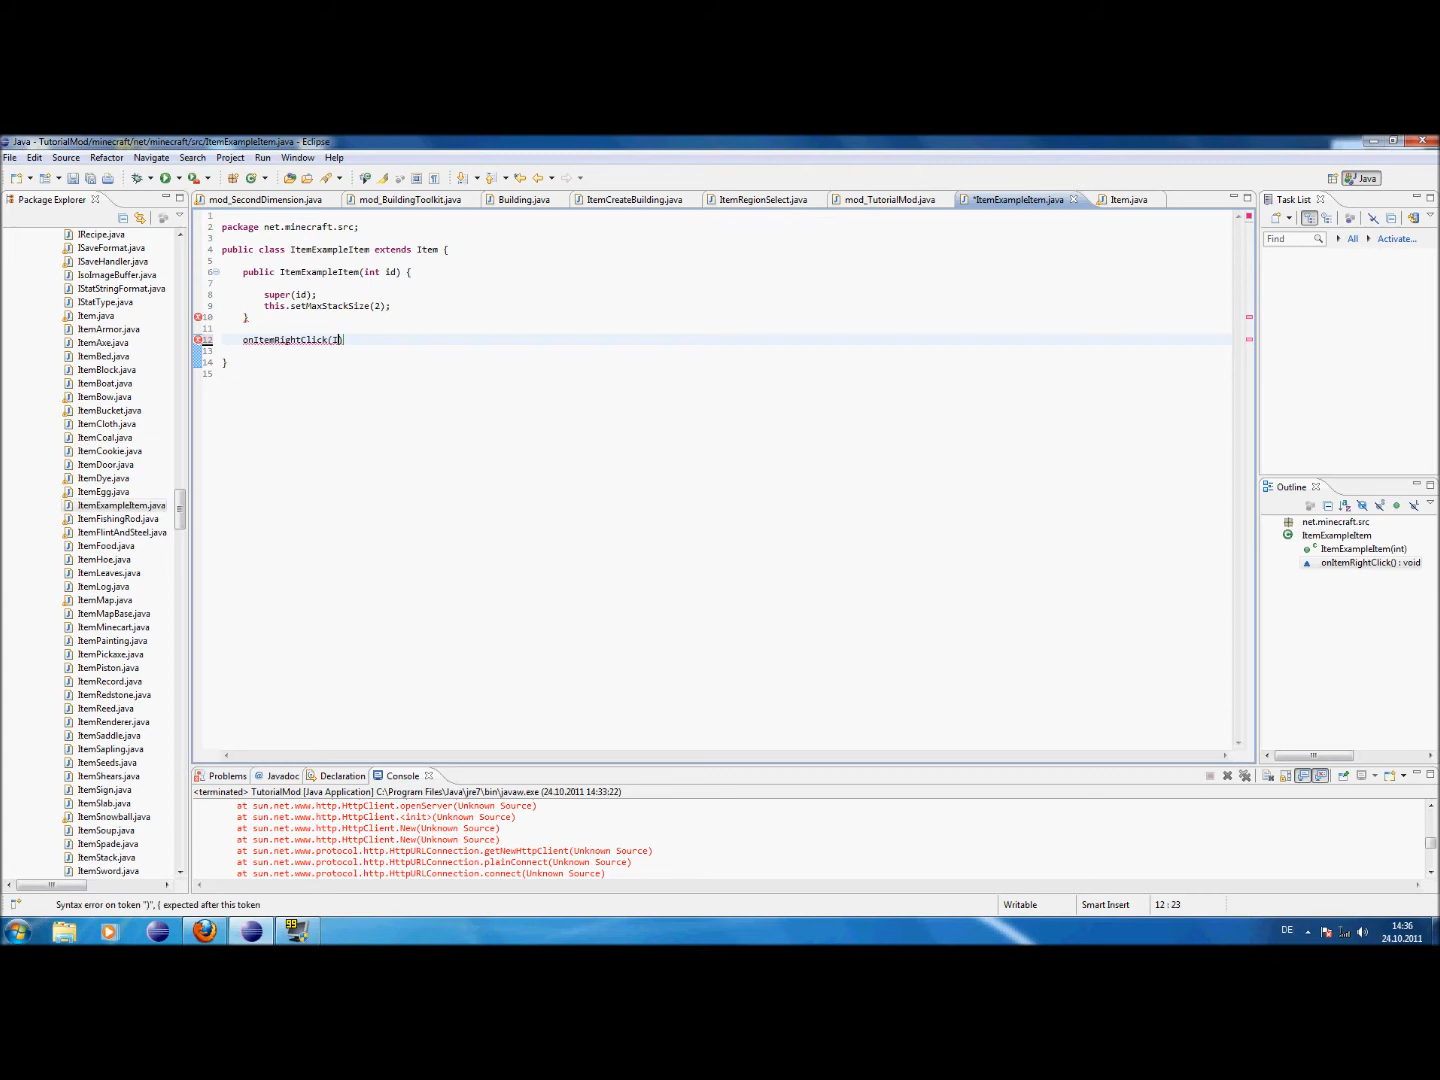 Java - TutorialMod/minecraft/net/minecraft/src/ItemExampleItem.java - Eclipse
File Edit Source Refactor Navigate Search Project Run Window Help
Java
Package Explorer
mod_SecondDimension.java mod_BuildingToolkit.java Building.java ItemCreateBuilding.java ItemRegionSelect.java mod_TutorialMod.java *ItemExampleItem.java Item.java
Task List
Find All Activate...
IRecipe.java
ISaveFormat.java
ISaveHandler.java
IsoImageBuffer.java
IStatStringFormat.java
IStatType.java
Item.java
ItemArmor.java
ItemAxe.java
ItemBed.java
ItemBlock.java
ItemBoat.java
ItemBow.java
ItemBucket.java
ItemCloth.java
ItemCoal.java
ItemCookie.java
ItemDoor.java
ItemDye.java
ItemEgg.java
ItemExampleItem.java
ItemFishingRod.java
ItemFlintAndSteel.java
ItemFood.java
ItemHoe.java
ItemLeaves.java
ItemLog.java
ItemMap.java
ItemMapBase.java
ItemMinecart.java
ItemPainting.java
ItemPickaxe.java
ItemPiston.java
ItemRecord.java
ItemRedstone.java
ItemReed.java
ItemRenderer.java
ItemSaddle.java
ItemSapling.java
ItemSeeds.java
ItemShears.java
ItemSign.java
ItemSlab.java
ItemSnowball.java
ItemSoup.java
ItemSpade.java
ItemStack.java
ItemSword.java
1
2 package net.minecraft.src;
3
4 public class ItemExampleItem extends Item {
5
6 public ItemExampleItem(int id) {
7
8 super(id);
9 this.setMaxStackSize(2);
10 }
11
12 onItemRightClick(I)
13
14 }
15
Outline
net.minecraft.src
ItemExampleItem
ItemExampleItem(int)
onItemRightClick() : void
Problems Javadoc Declaration Console
<terminated> TutorialMod [Java Application] C:\Program Files\Java\jre7\bin\javaw.exe (24.10.2011 14:33:22)
at sun.net.www.http.HttpClient.openServer(Unknown Source)
at sun.net.www.http.HttpClient.<init>(Unknown Source)
at sun.net.www.http.HttpClient.New(Unknown Source)
at sun.net.www.http.HttpClient.New(Unknown Source)
at sun.net.www.protocol.http.HttpURLConnection.getNewHttpClient(Unknown Source)
at sun.net.www.protocol.http.HttpURLConnection.plainConnect(Unknown Source)
at sun.net.www.protocol.http.HttpURLConnection.connect(Unknown Source)
Syntax error on token ")", { expected after this token Writable Smart Insert 12 : 23
DE 14:36
24.10.2011